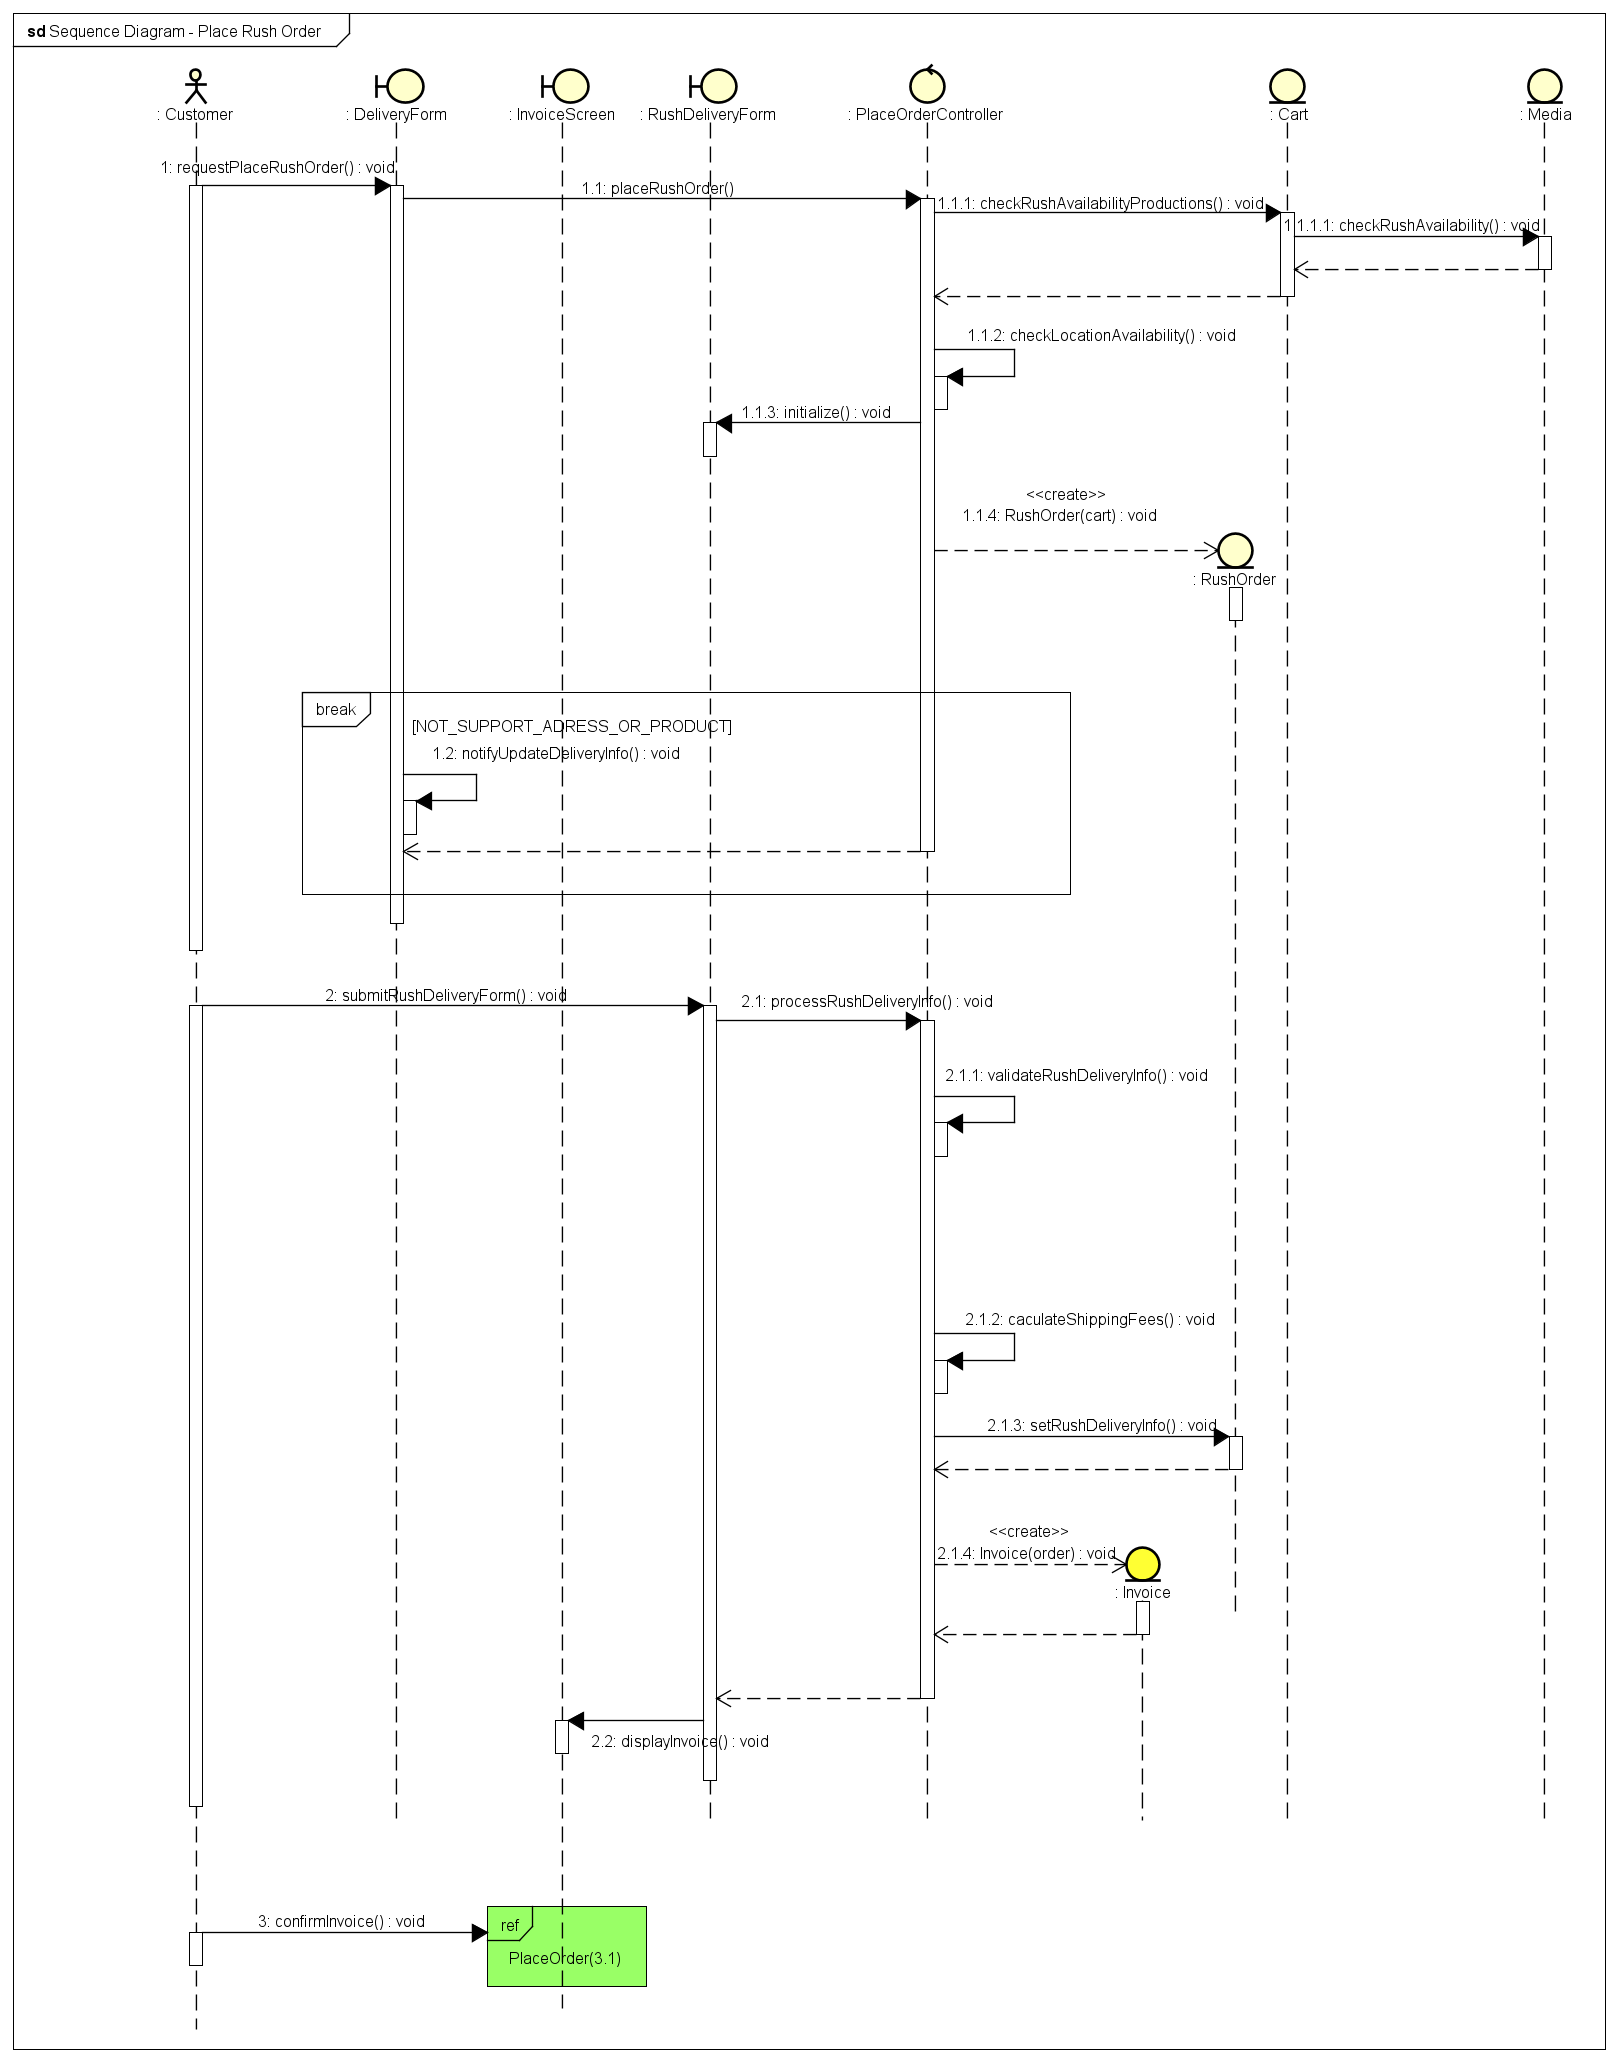 sd Sequence Diagram - Place Rush Order
: Customer
: DeliveryForm
: InvoiceScreen
: RushDeliveryForm
: PlaceOrderController
: Cart
: Media
1: requestPlaceRushOrder() : void
1.1: placeRushOrder()
1.1.1: checkRushAvailabilityProductions() : void
1.1.1.1: checkRushAvailability() : void
1.1.2: checkLocationAvailability() : void
1.1.3: initialize() : void
<<create>>
1.1.4: RushOrder(cart) : void
: RushOrder
break
[NOT_SUPPORT_ADRESS_OR_PRODUCT]
1.2: notifyUpdateDeliveryInfo() : void
2: submitRushDeliveryForm() : void
2.1: processRushDeliveryInfo() : void
2.1.1: validateRushDeliveryInfo() : void
2.1.2: caculateShippingFees() : void
2.1.3: setRushDeliveryInfo() : void
<<create>>
2.1.4: Invoice(order) : void
: Invoice
2.2: displayInvoice() : void
3: confirmInvoice() : void
ref
PlaceOrder(3.1)